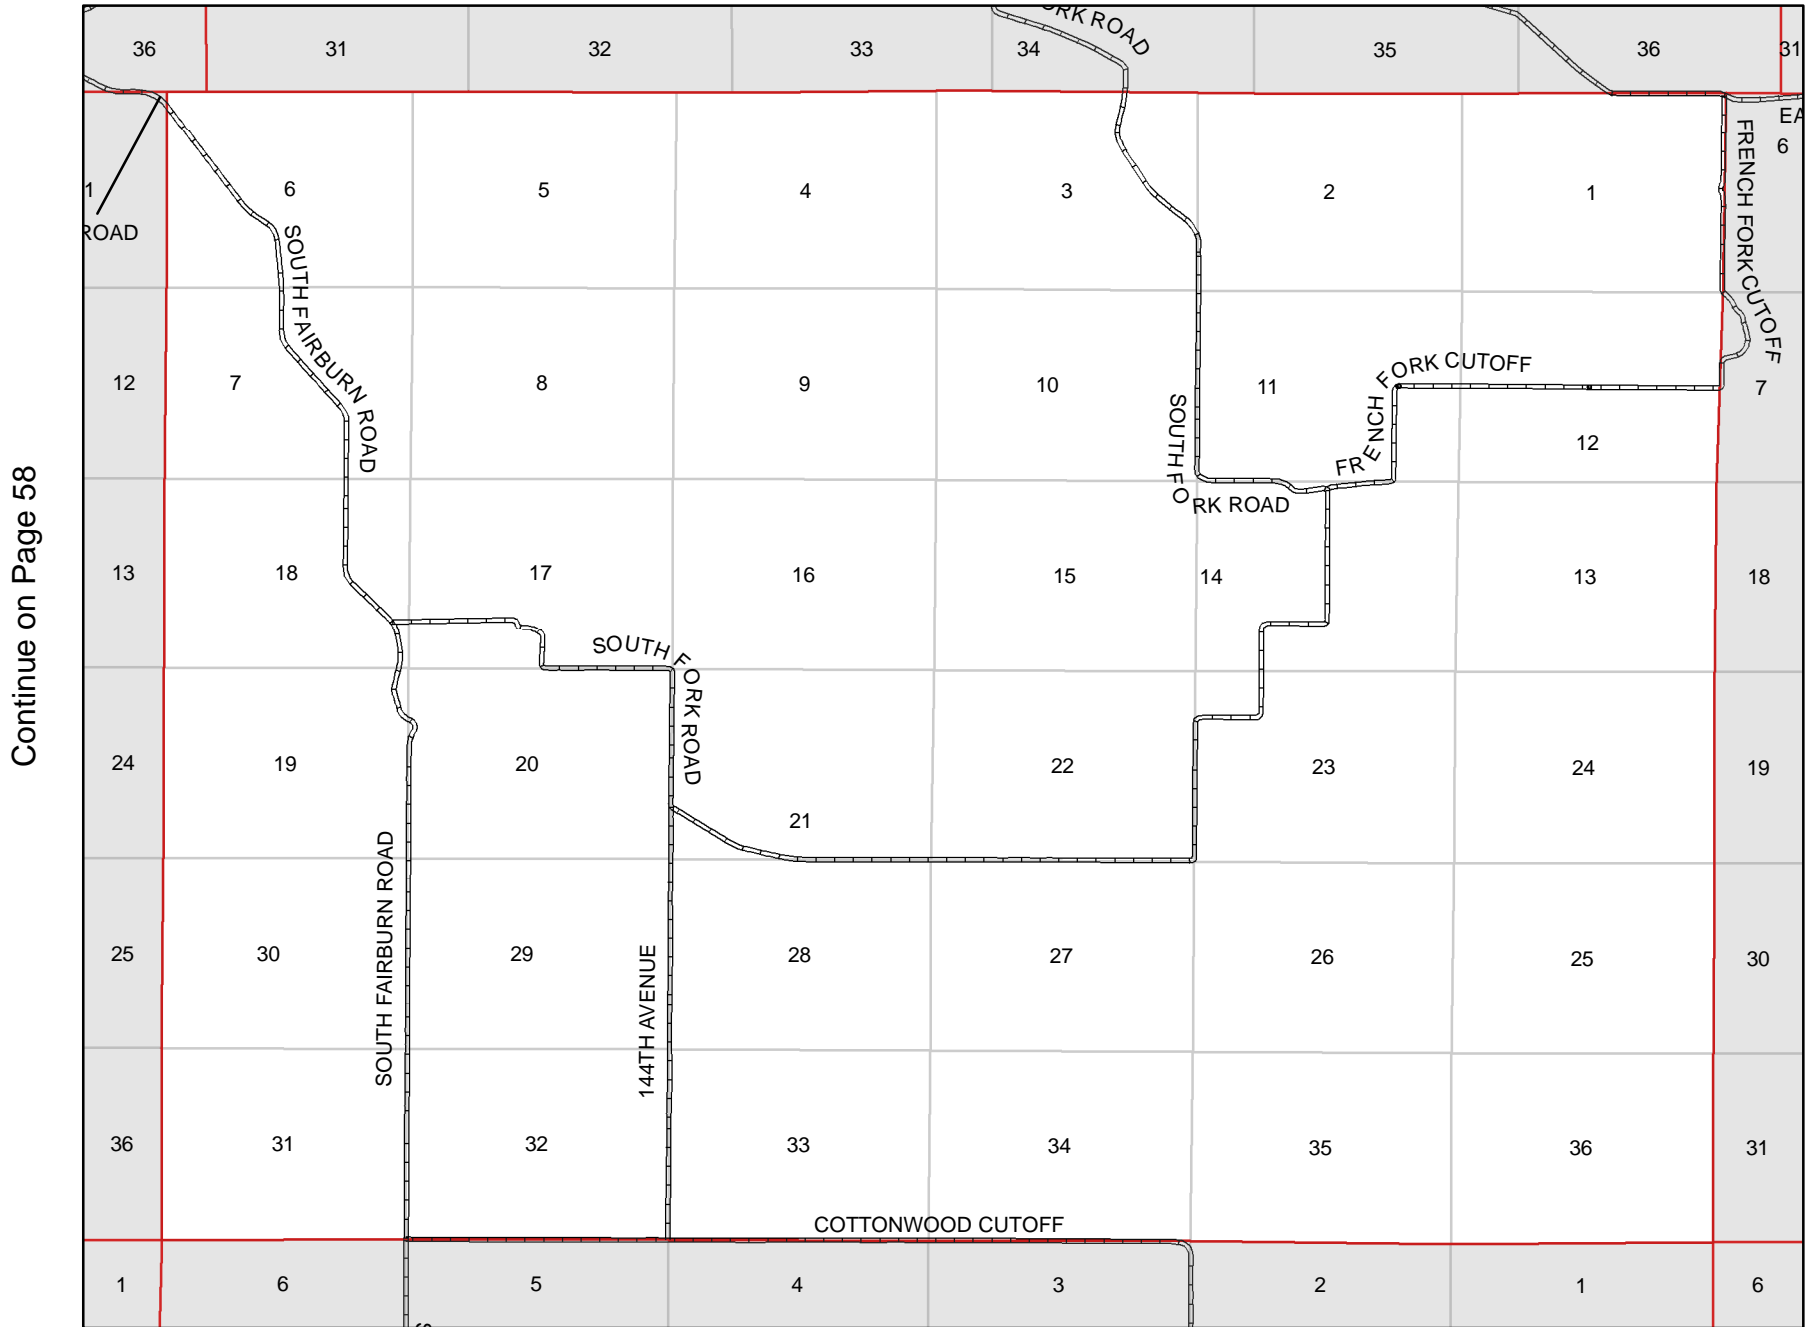 36 31 32 33 34 35 36 31
ORK ROAD
EA
1 6 5 4 3 2 1 6
ROAD
SOUTH FAIRBURN ROAD
FRENCH FORK CUTOFF
12 7 8 9 10 11 7
FRENCH FORK CUTOFF
12
SOUTH FORK ROAD
Continue on Page 58
13 18 17 16 15 14 13 18
SOUTH FORK ROAD
24 19 20 22 23 24 19
21
SOUTH FAIRBURN ROAD
144TH AVENUE
25 30 29 28 27 26 25 30
36 31 32 33 34 35 36 31
COTTONWOOD CUTOFF
1 6 5 4 3 2 1 6